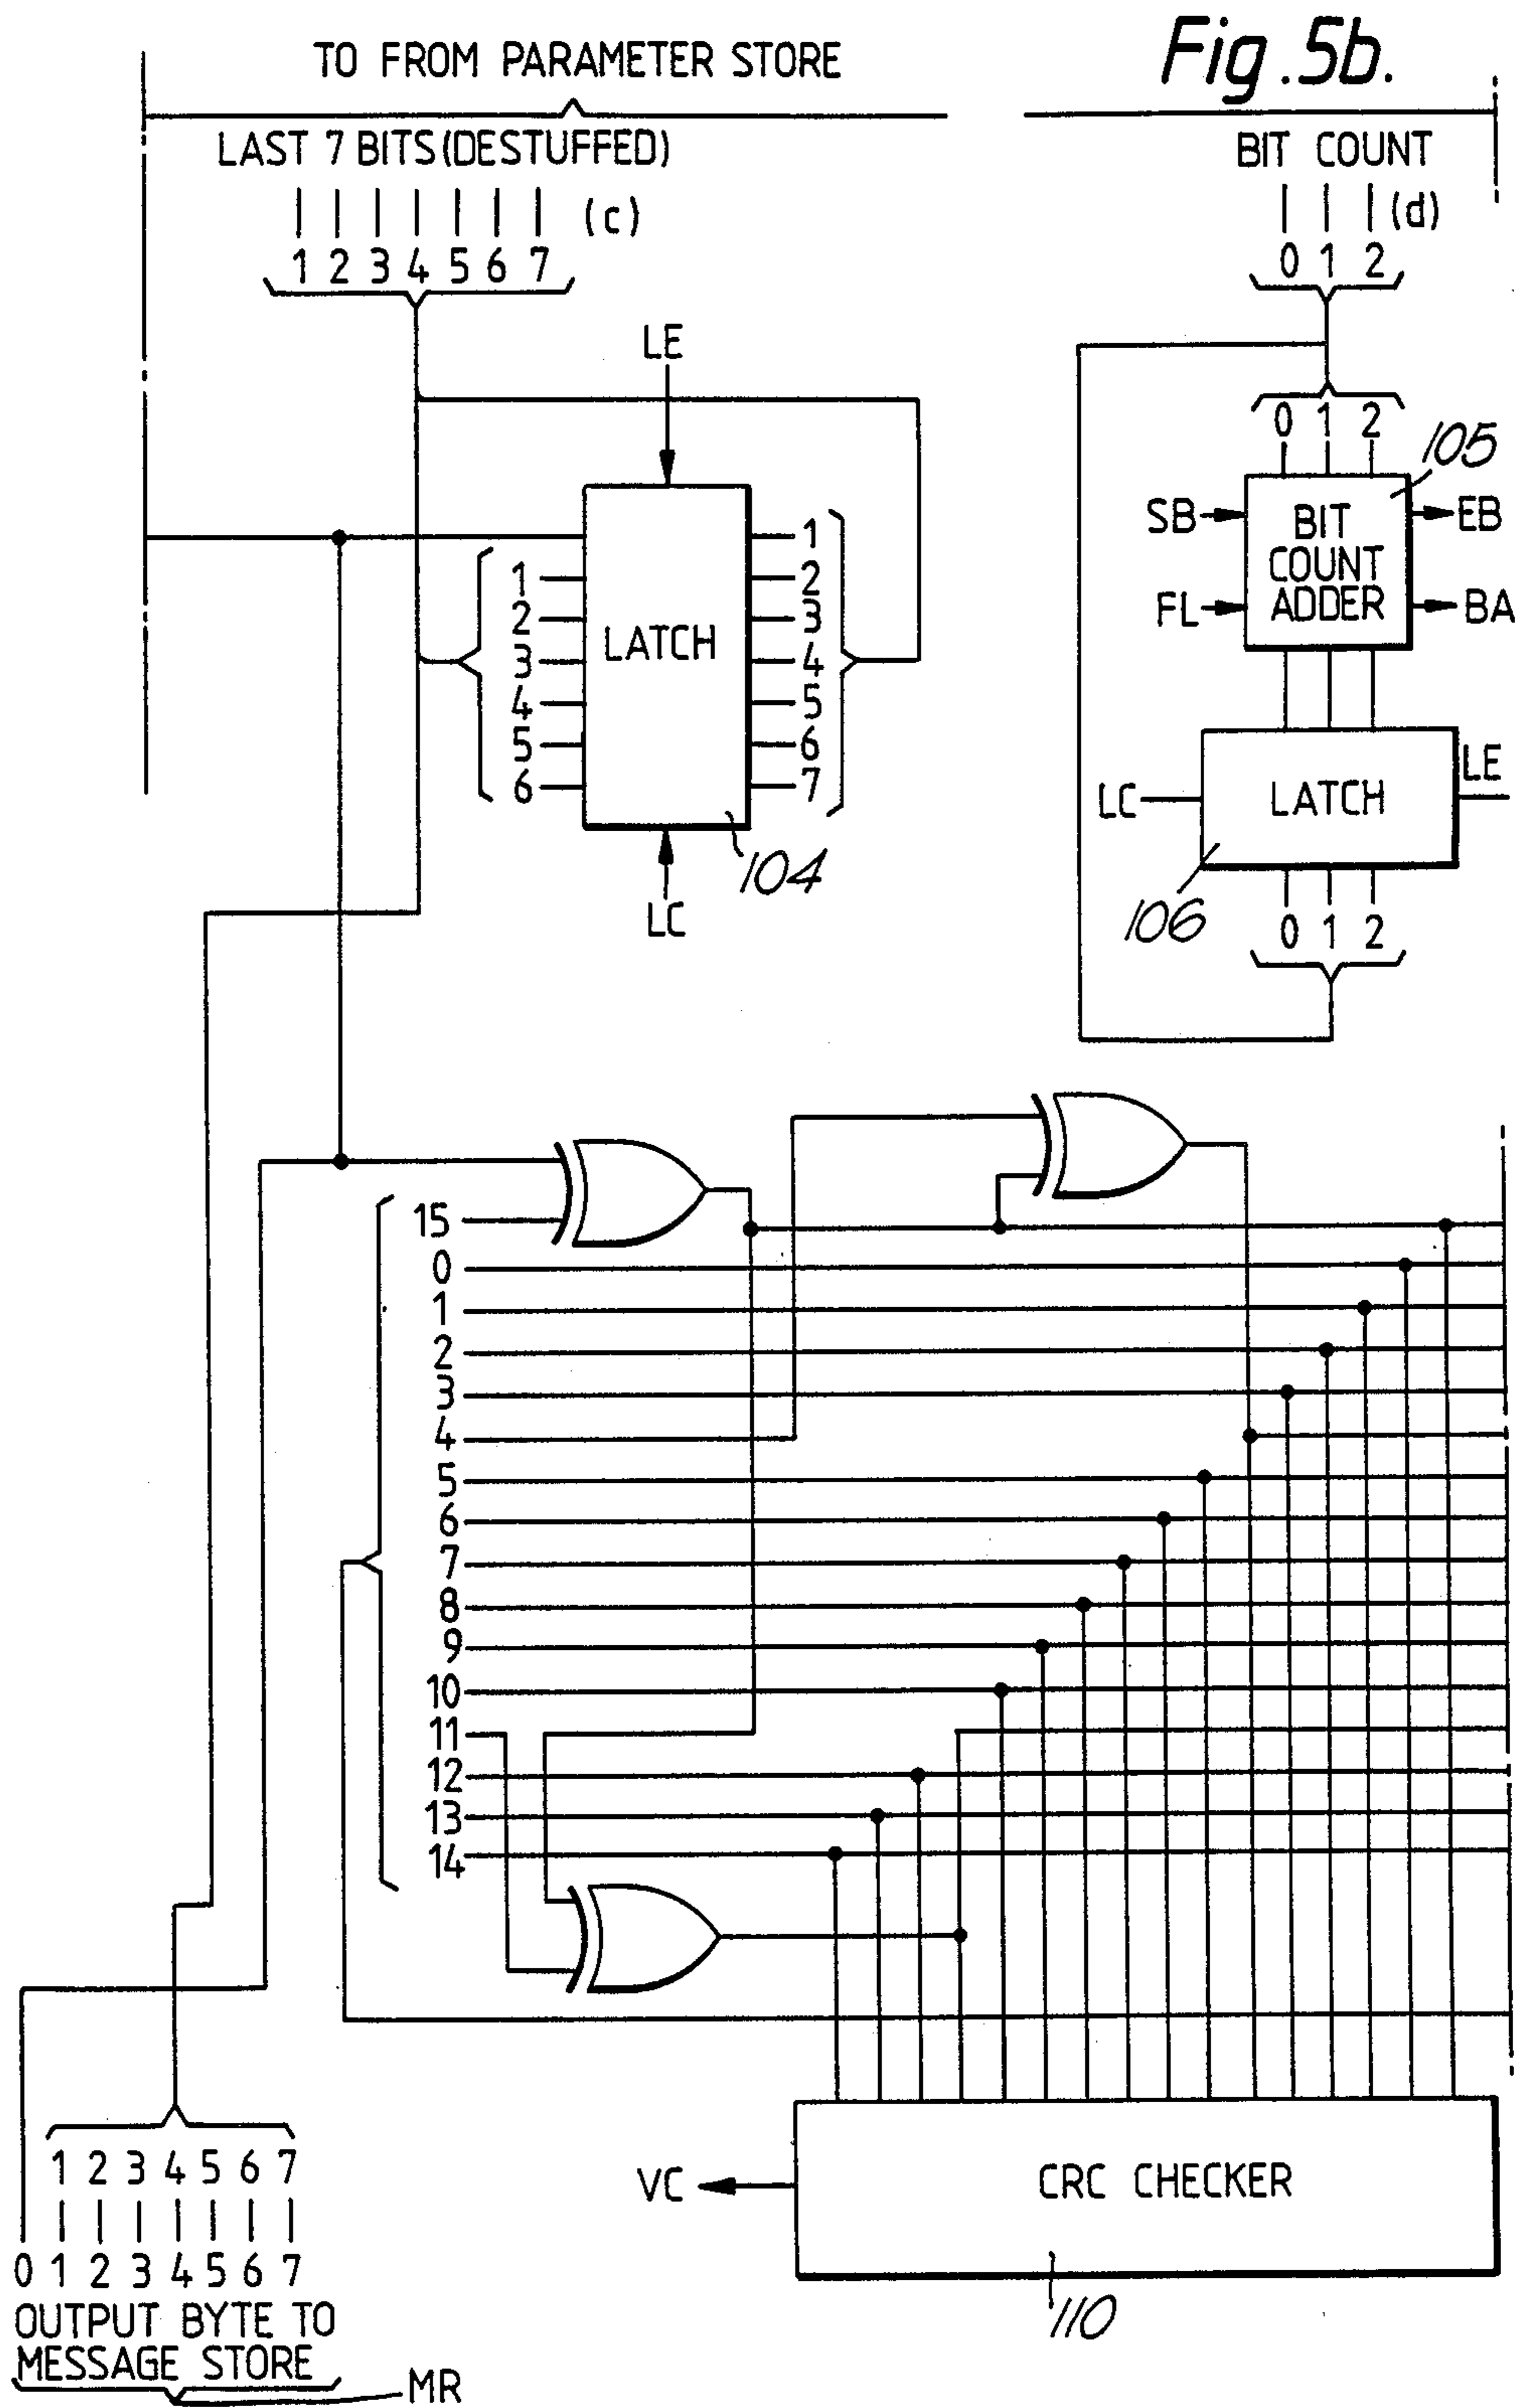 Fig.5b.
TO FROM PARAMETER STORE
LAST 7 BITS (DESTUFFED)
BIT COUNT
(c)
(d)
1 2 3 4 5 6 7
0 1 2
LE
0 1 2
105
SB
BIT
COUNT
ADDER
EB
FL
BA
1
2
3
4
5
6
LATCH
1
2
3
4
5
6
7
104
LC
LC
LATCH
LE
106
0 1 2
15
0
1
2
3
4
5
6
7
8
9
10
11
12
13
14
1 2 3 4 5 6 7
0 1 2 3 4 5 6 7
OUTPUT BYTE TO
MESSAGE STORE
MR
VC
CRC CHECKER
110